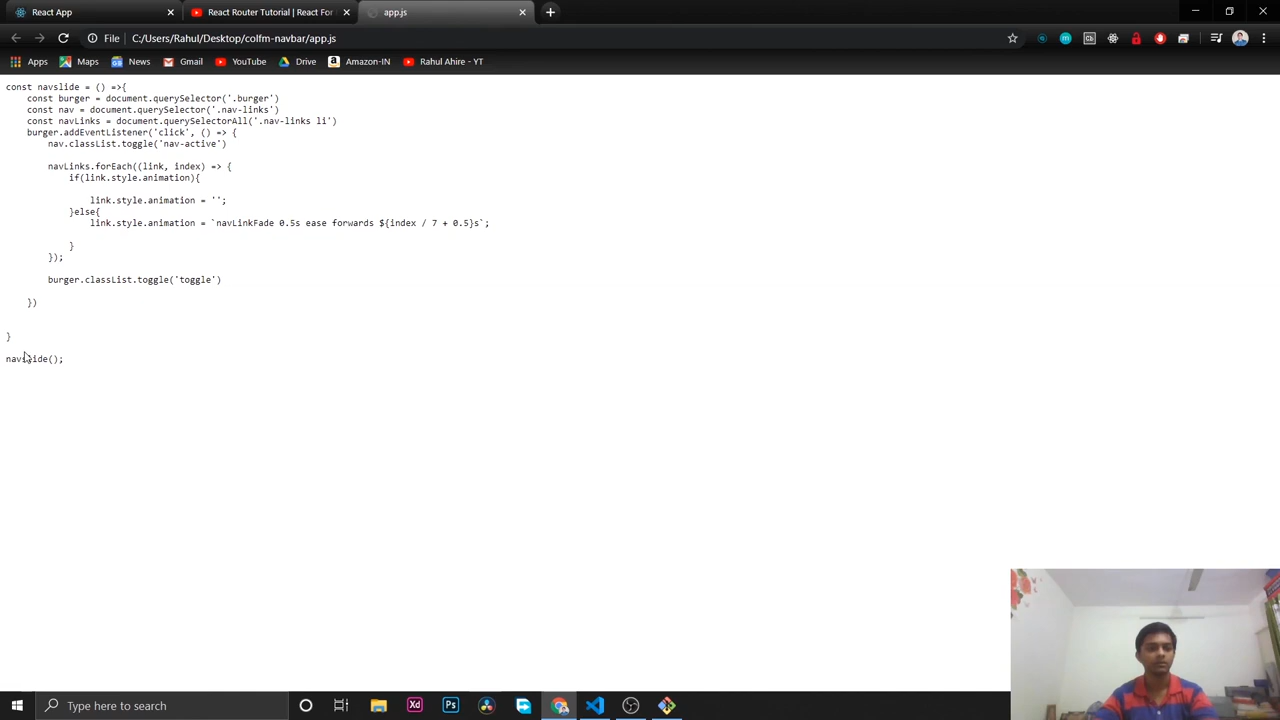 React App
React Router Tutorial | React For
app.js
File
C:/Users/Rahul/Desktop/colfm-navbar/app.js
Apps
Maps
News
Gmail
YouTube
Drive
Amazon-IN
Rahul Ahire - YT
const navslide = () =>{
    const burger = document.querySelector('.burger')
    const nav = document.querySelector('.nav-links')
    const navLinks = document.querySelectorAll('.nav-links li')
    burger.addEventListener('click', () => {
        nav.classList.toggle('nav-active')
        navLinks.forEach((link, index) => {
            if(link.style.animation){
                link.style.animation = '';
            }else{
                link.style.animation = `navLinkFade 0.5s ease forwards ${index / 7 + 0.5}s`;
            }
        });
        burger.classList.toggle('toggle')
    })
}
navslide();
Type here to search